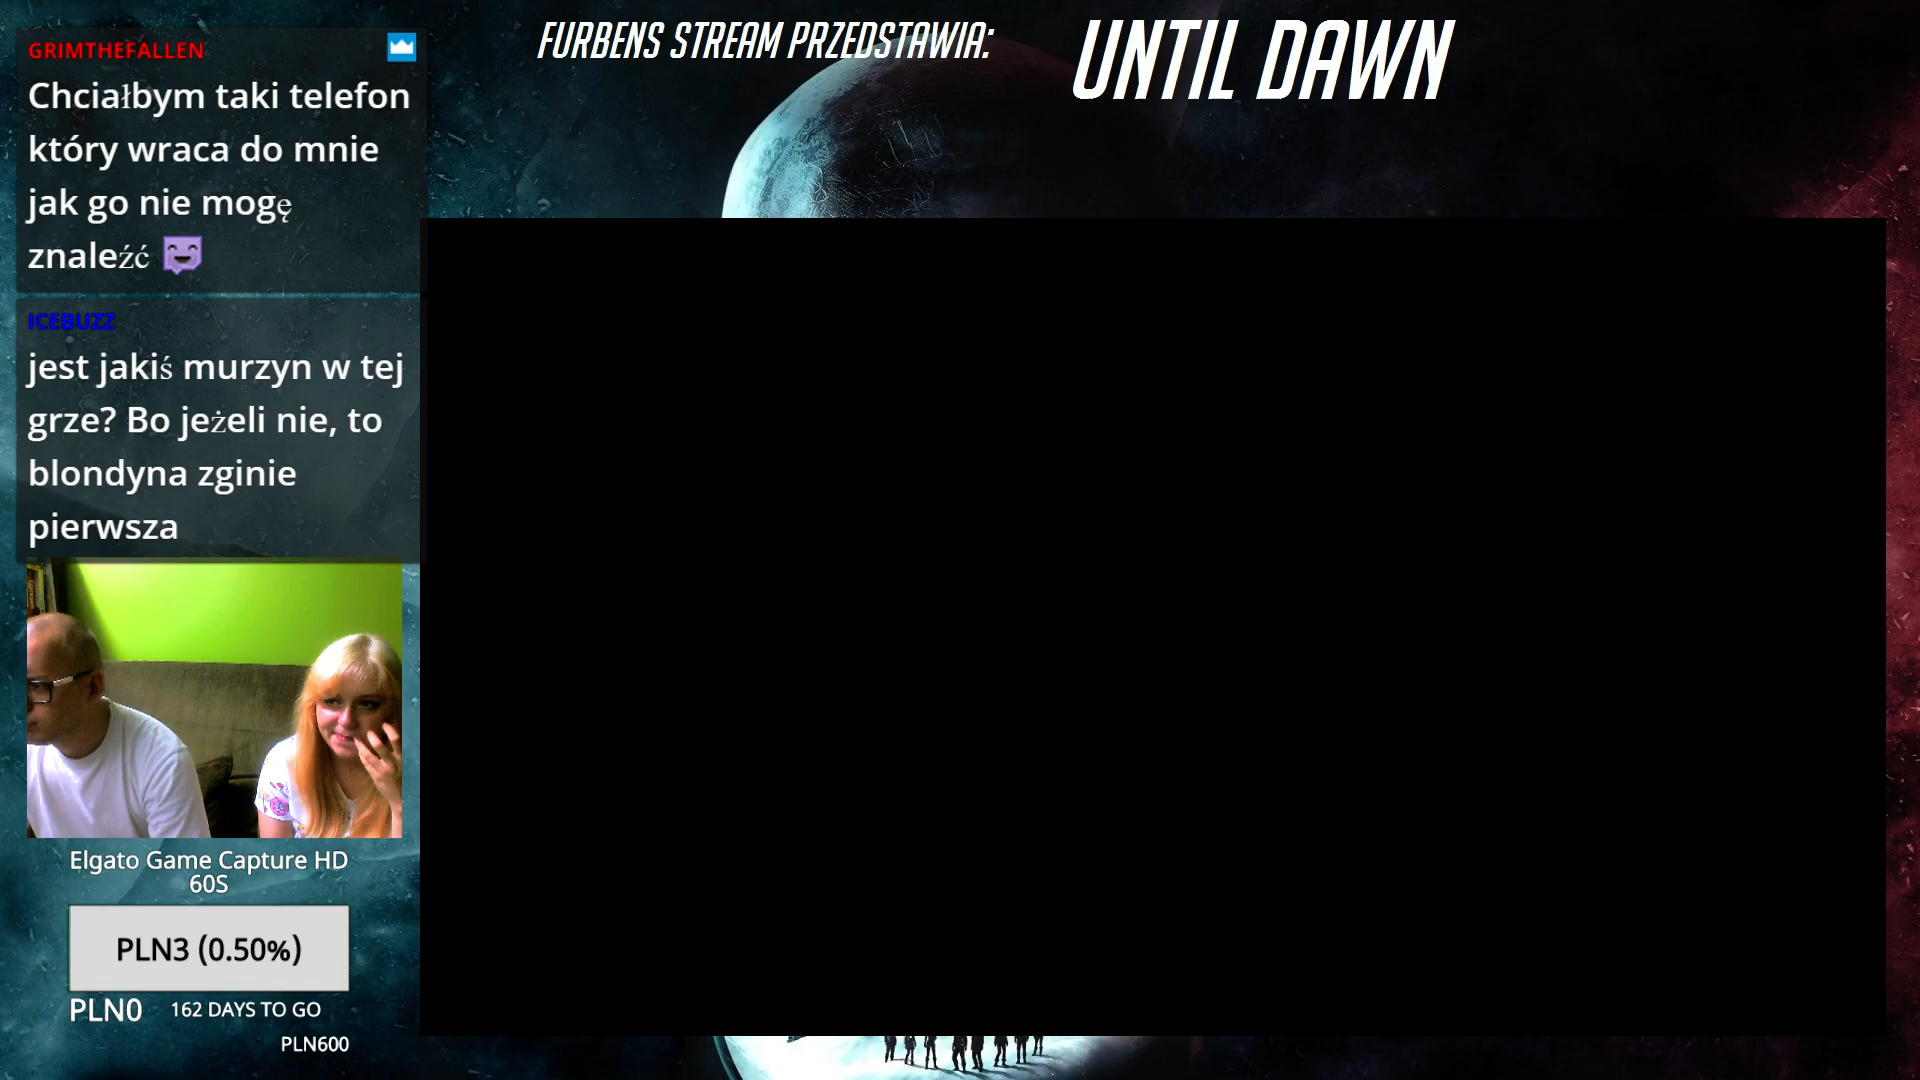 FURBENS STREAM PRZEDSTAWIA:
UNTIL DAWN
GRIMTHEFALLEN
Chciałbym taki telefon
który wraca do mnie
jak go nie mogę
znaleźć
ICEBUZZ
jest jakiś murzyn w tej
grze? Bo jeżeli nie, to
blondyna zginie
pierwsza
Elgato Game Capture HD
60S
PLN3 (0.50%)
PLN0 162 DAYS TO GO
PLN600